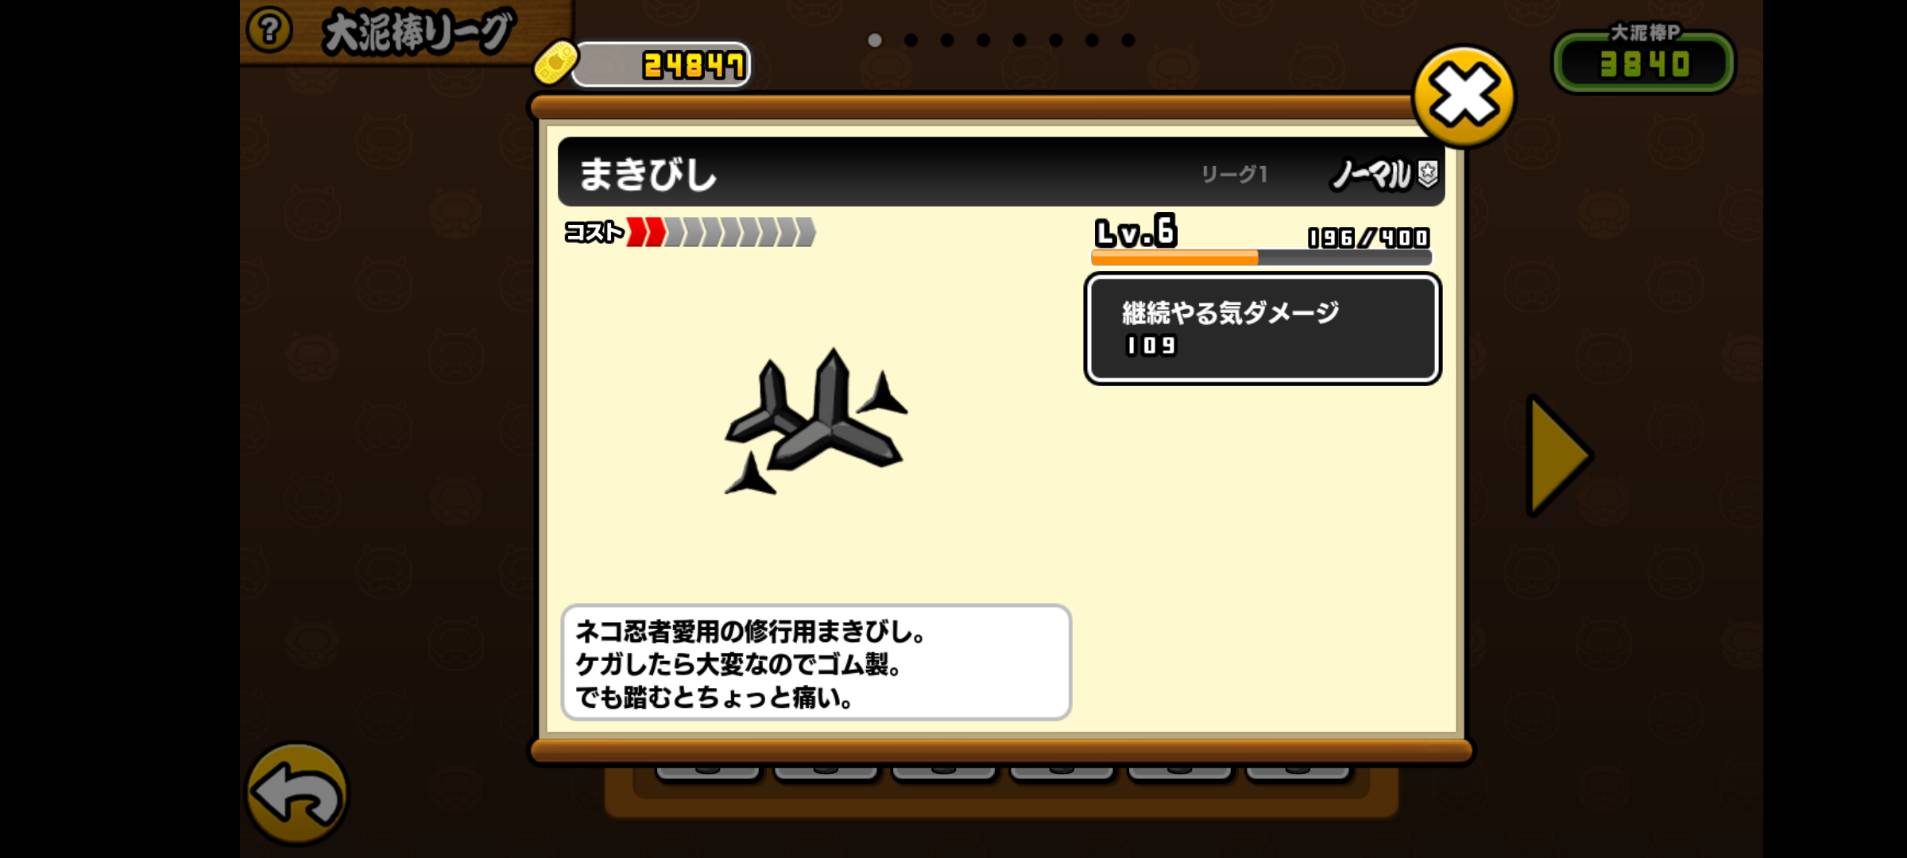 ?
大泥棒リーグ
24847
大泥棒P
3840
まきびし
リーグ1
ノーマル
コスト
Lv.6
196/400
継続やる気ダメージ
109
ネコ忍者愛用の修行用まきびし。
ケガしたら大変なのでゴム製。
でも踏むとちょっと痛い。